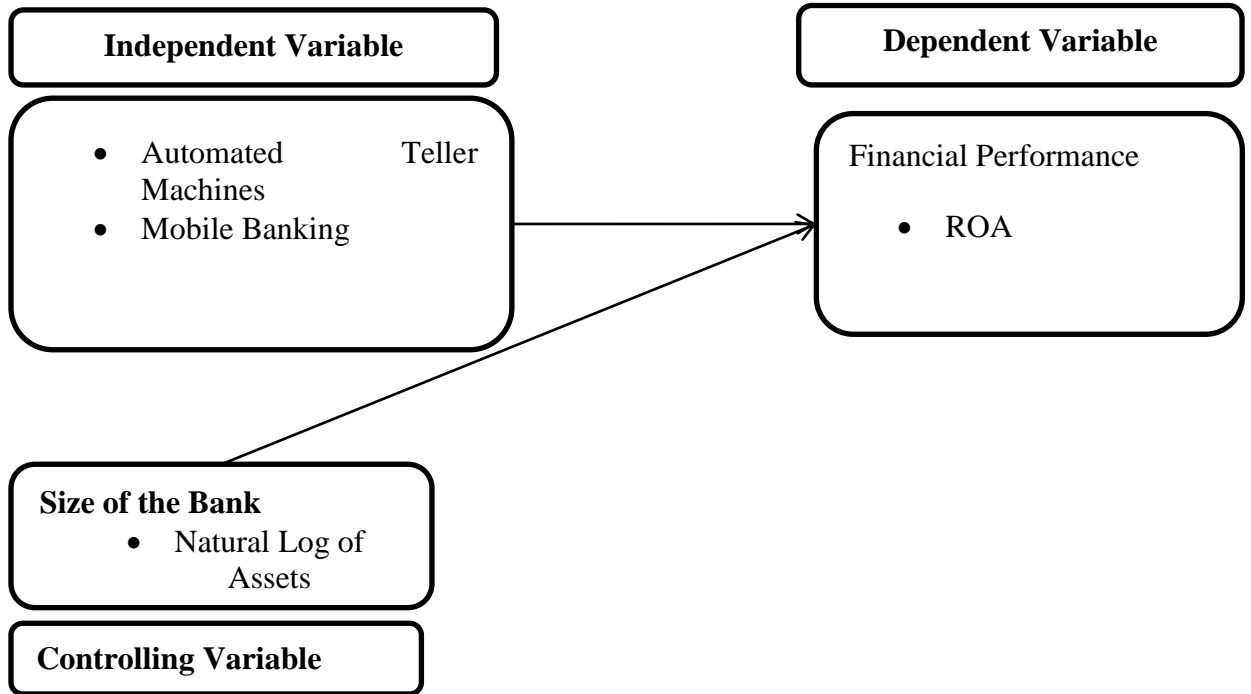 Independent Variable
Dependent Variable
• Automated Teller
Machines
• Mobile Banking
Financial Performance
• ROA
Size of the Bank
• Natural Log of
Assets
Controlling Variable